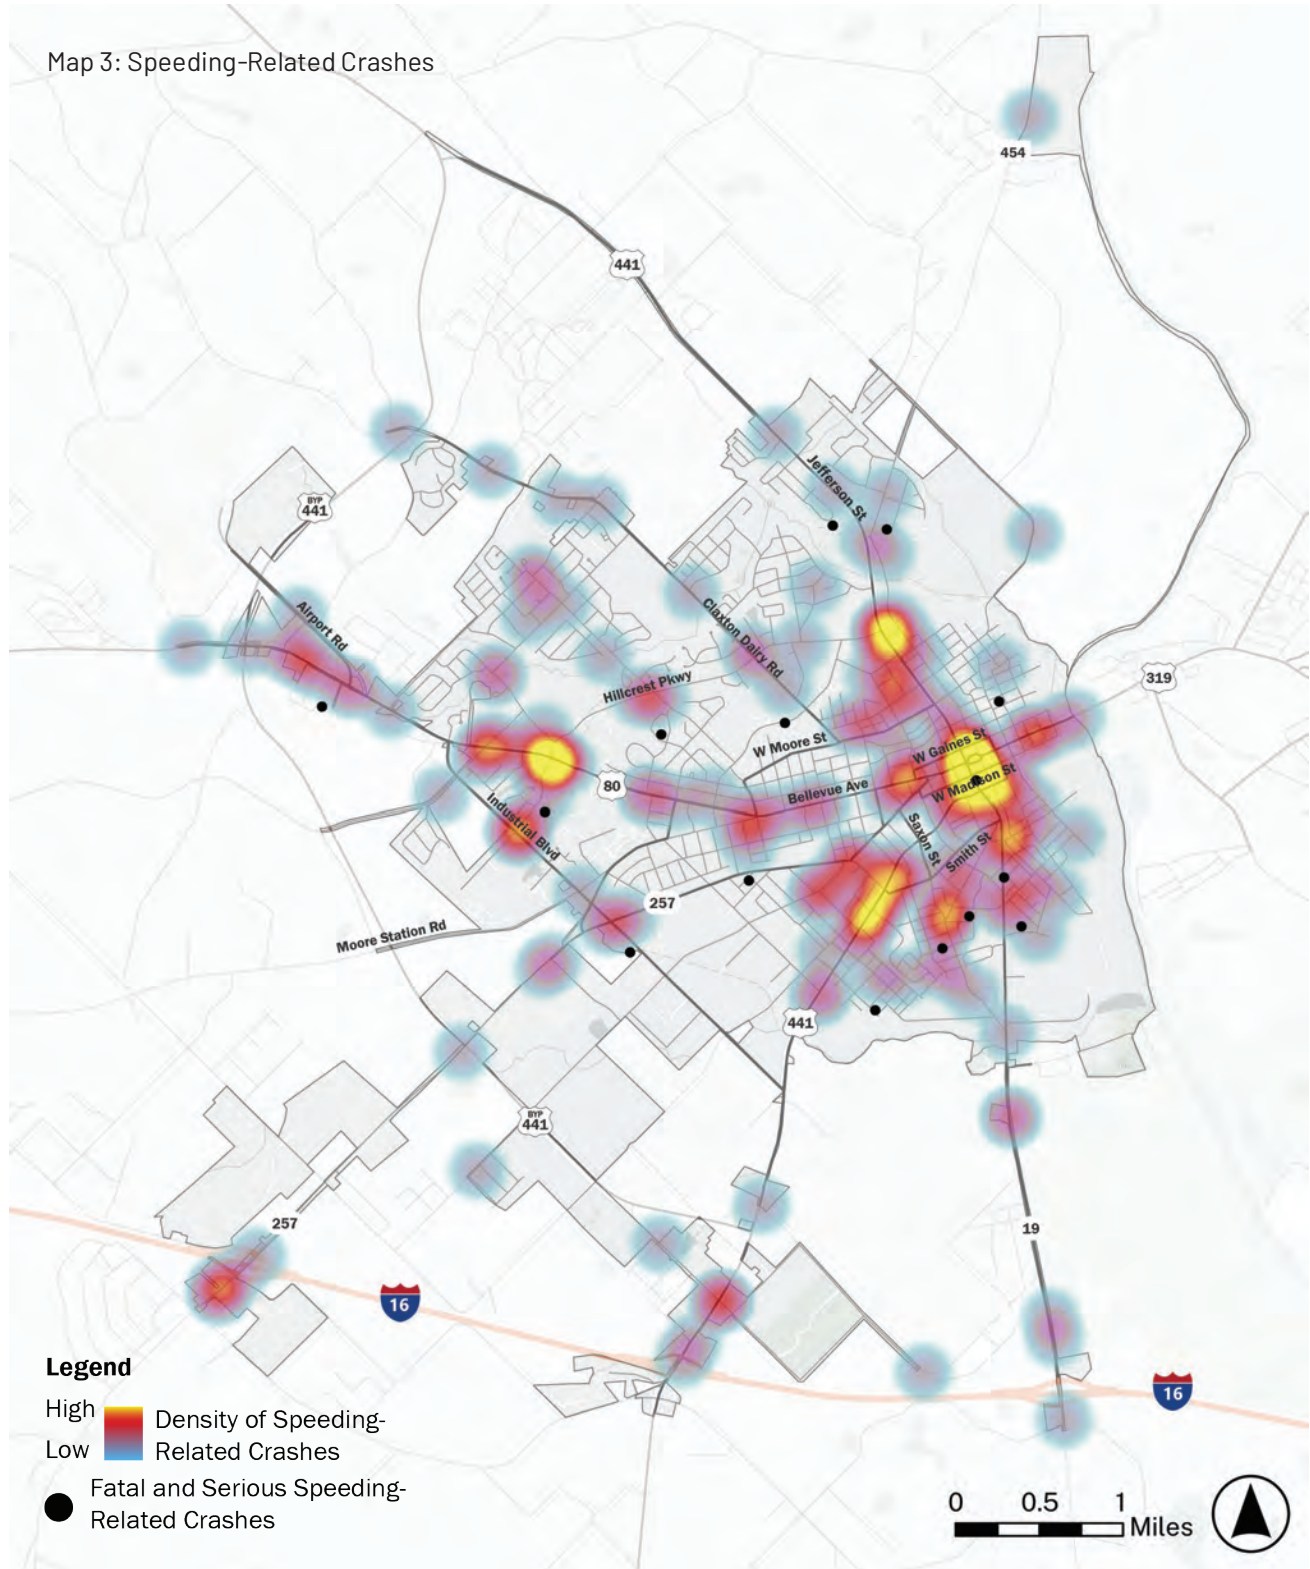 Map 3: Speeding-Related Crashes
454
441
Jefferson St
BYP
441
Airport Rd
Claxton Dairy Rd
Hillcrest Pkwy
319
W Moore St
W Gaines St
80
Bellevue Ave
W Madison St
Industrial Blvd
Saxon St
Smith St
257
Moore Station Rd
441
BYP
441
257
19
16
16
Legend
High
Low
Density of Speeding-
Related Crashes
Fatal and Serious Speeding-
Related Crashes
0 0.5 1
Miles